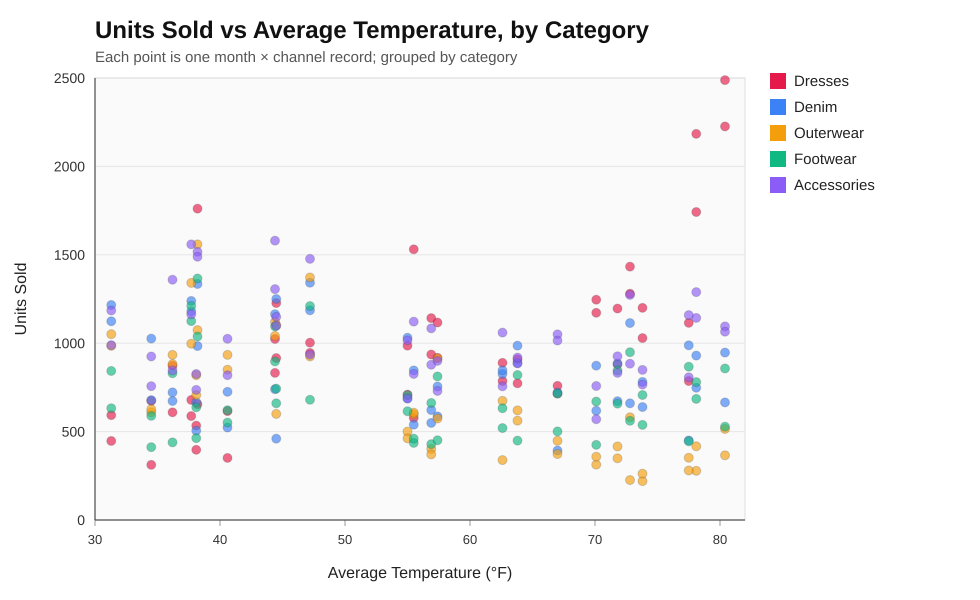 Units Sold vs Average Temperature, by Category
Each point is one month × channel record; grouped by category
2500
2000
1500
1000
500
0
30 40 50 60 70 80
Units Sold
Average Temperature (°F)
Dresses
Denim
Outerwear
Footwear
Accessories